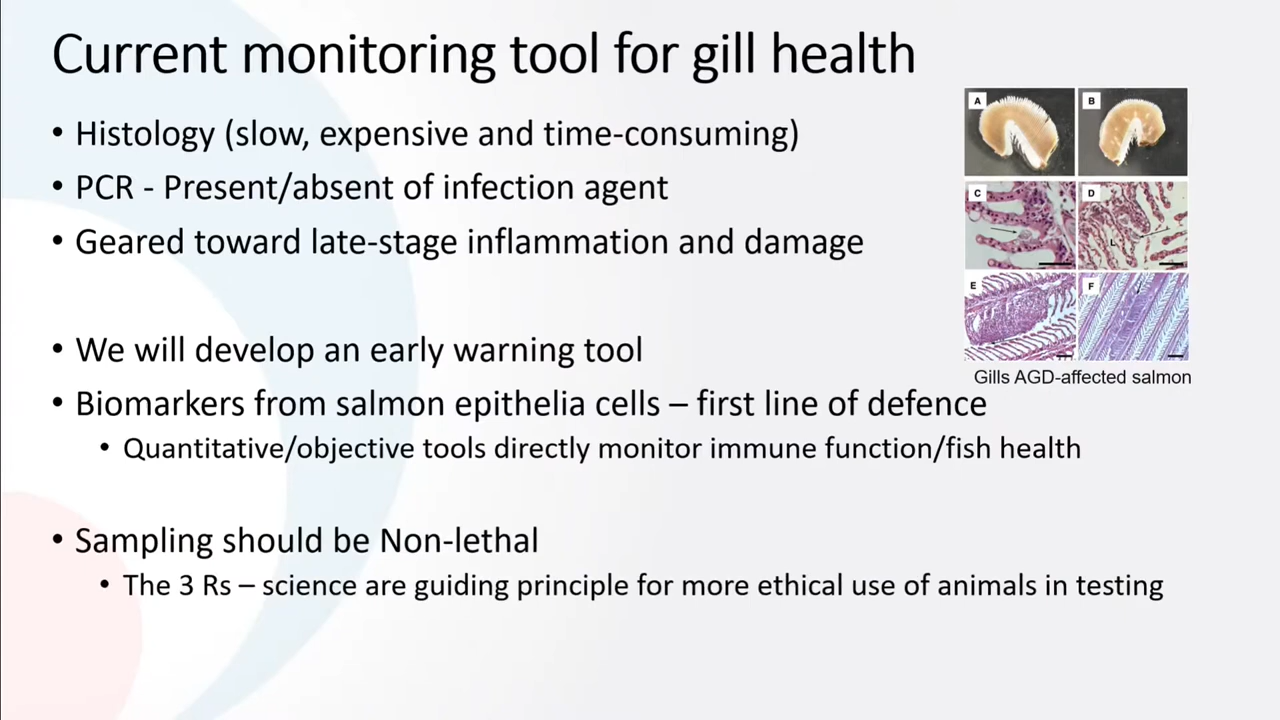 Current monitoring tool for gill health
• Histology (slow, expensive and time-consuming)
• PCR - Present/absent of infection agent
• Geared toward late-stage inflammation and damage
• We will develop an early warning tool
• Biomarkers from salmon epithelia cells – first line of defence
• Quantitative/objective tools directly monitor immune function/fish health
• Sampling should be Non-lethal
• The 3 Rs – science are guiding principle for more ethical use of animals in testing
A
B
C
D
L
E
F
Gills AGD-affected salmon